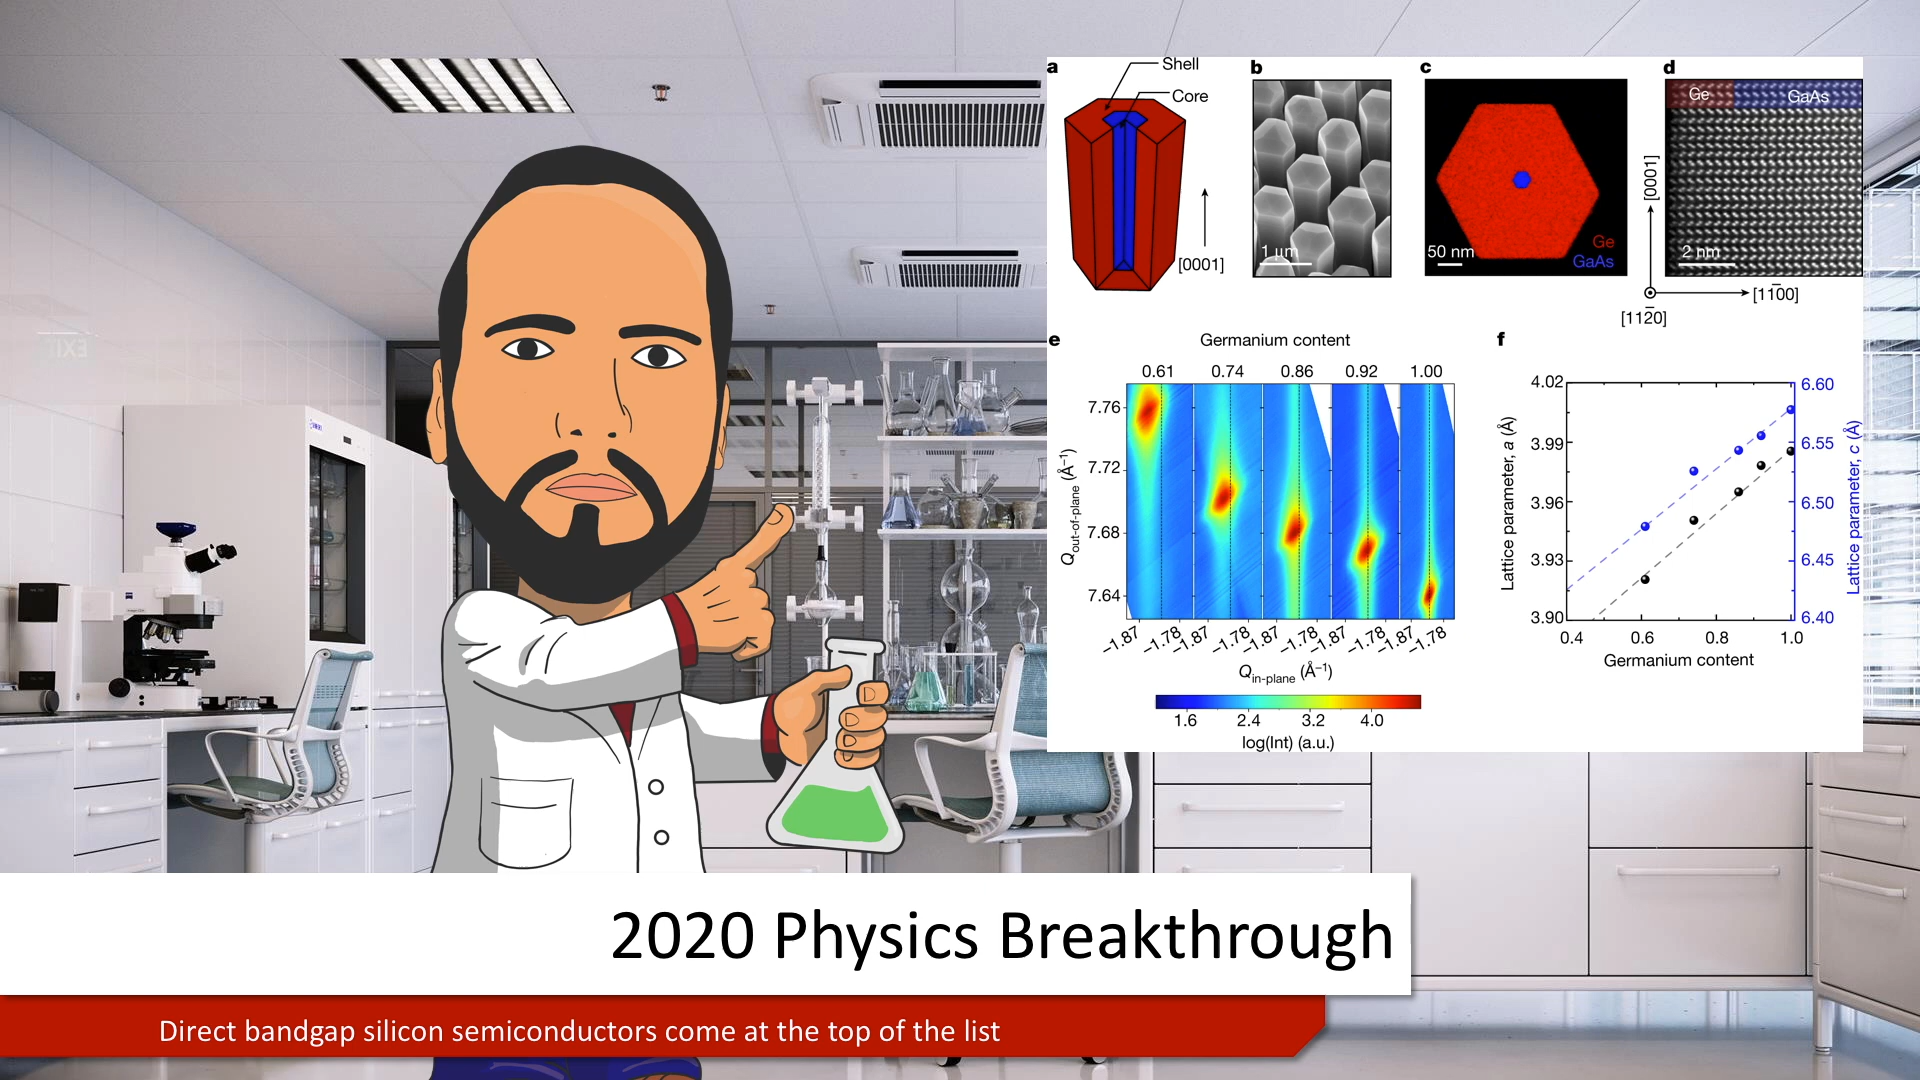 a
Shell
Core
[0001]
b
1 μm
c
50 nm
Ge
GaAs
d
Ge
GaAs
2 nm
[0001]
[11̅00]
[112̅0]
e
Germanium content
0.61 0.74 0.86 0.92 1.00
7.76
7.72
7.68
7.64
Qout-of-plane (Å−1)
−1.87 −1.78 −1.87 −1.78 −1.87 −1.78 −1.87 −1.78 −1.87 −1.78
Qin-plane (Å−1)
1.6 2.4 3.2 4.0
log(Int) (a.u.)
f
4.02
3.99
3.96
3.93
3.90
Lattice parameter, a (Å)
6.60
6.55
6.50
6.45
6.40
Lattice parameter, c (Å)
0.4 0.6 0.8 1.0
Germanium content
EXIT
2020 Physics Breakthrough
Direct bandgap silicon semiconductors come at the top of the list